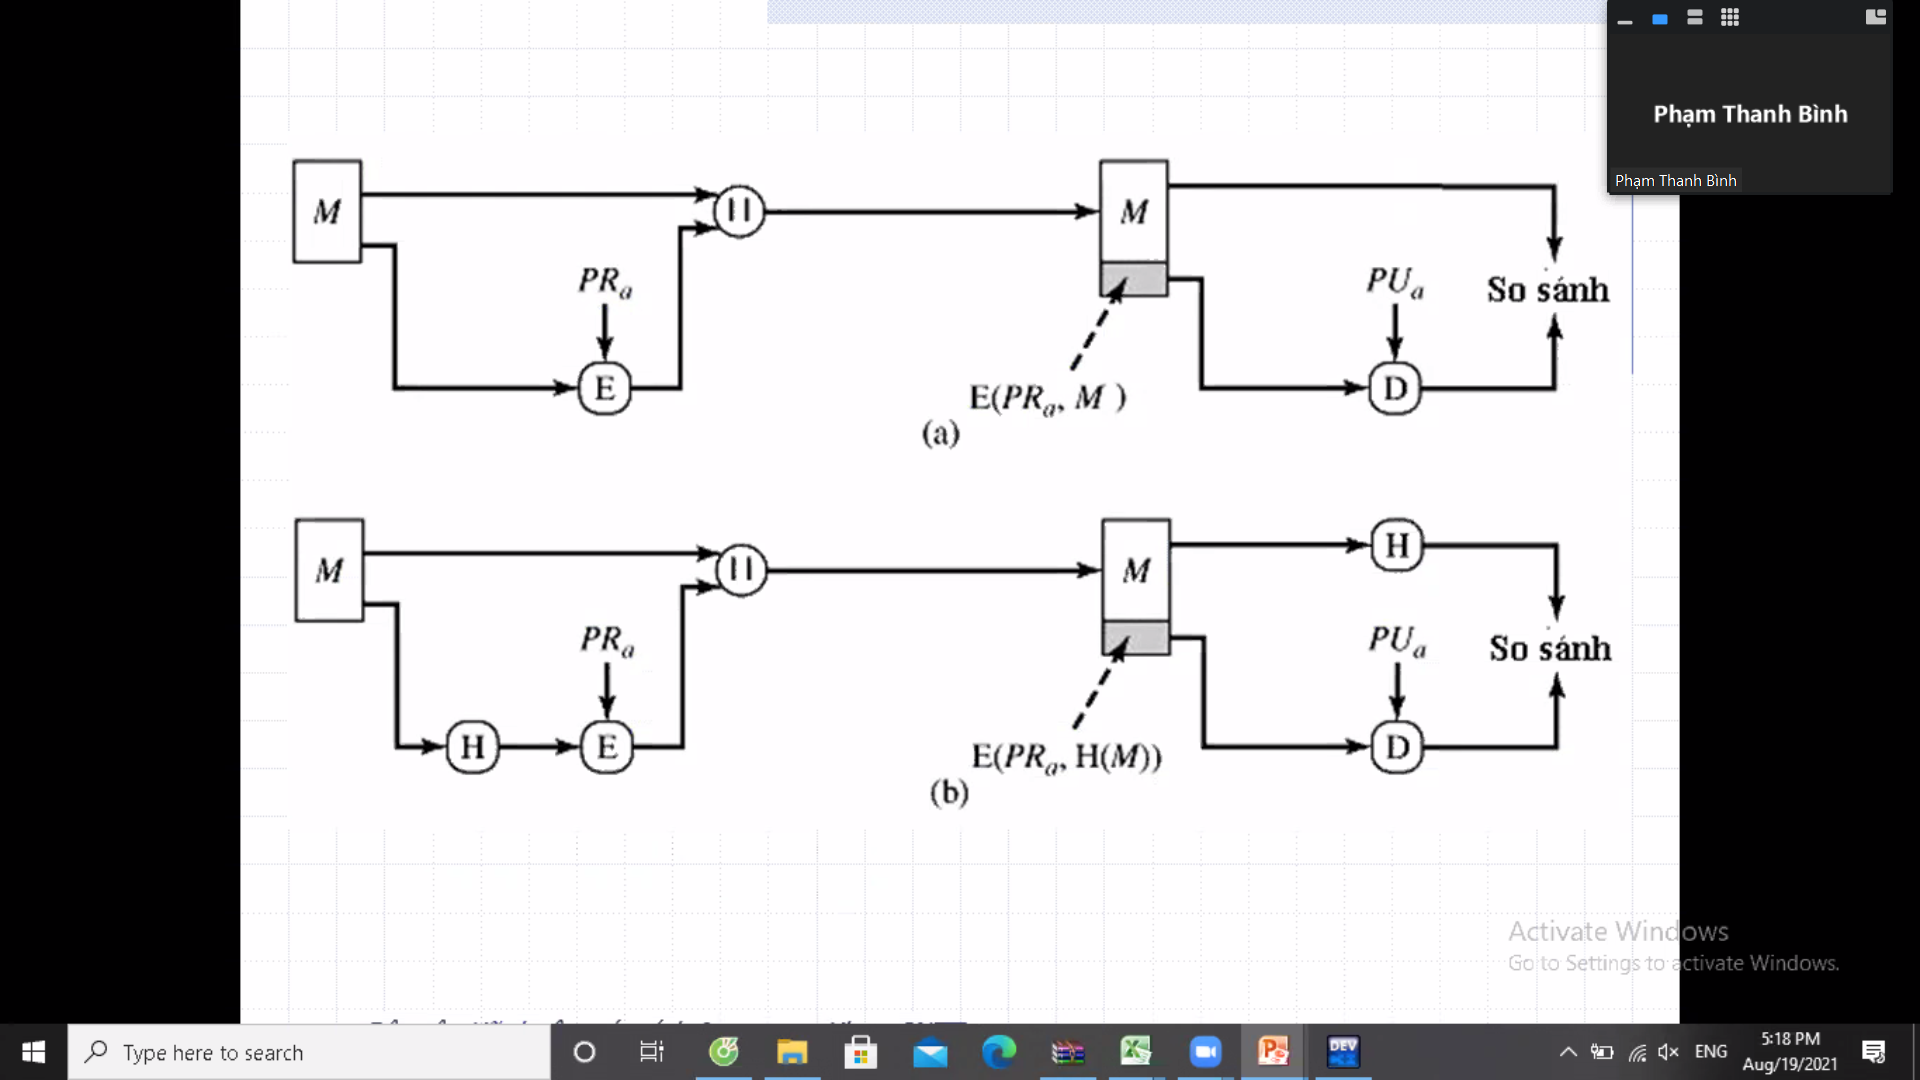 Phạm Thanh Bình
Phạm Thanh Bình
M
||
M
PRₐ
PUₐ
So sánh
E
D
E(PRₐ, M )
(a)
M
||
M
H
PRₐ
PUₐ
So sánh
H
E
D
E(PRₐ, H(M))
(b)
Activate Windows
Go to Settings to activate Windows.
Type here to search
DEV
ENG
5:18 PM
Aug/19/2021